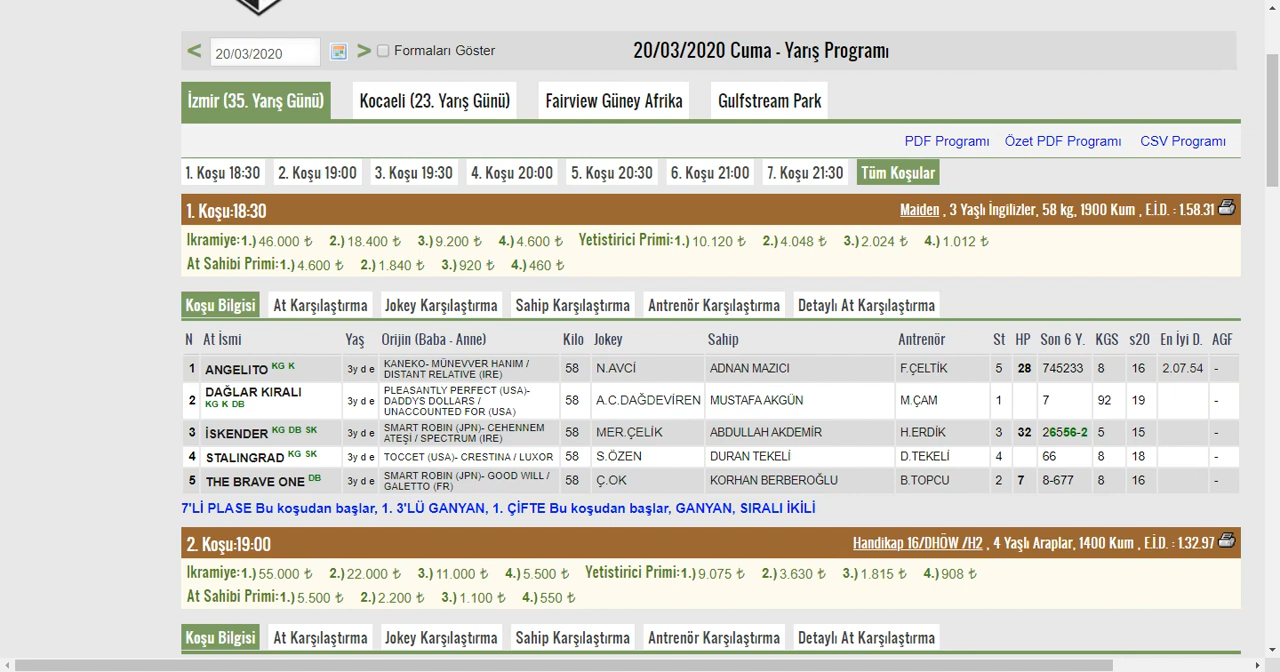 20/03/2020 Formaları Göster 20/03/2020 Cuma - Yarış Programı
İzmir (35. Yarış Günü) Kocaeli (23. Yarış Günü) Fairview Güney Afrika Gulfstream Park
PDF Programı Özet PDF Programı CSV Programı
1. Koşu 18:30 2. Koşu 19:00 3. Koşu 19:30 4. Koşu 20:00 5. Koşu 20:30 6. Koşu 21:00 7. Koşu 21:30 Tüm Koşular
1. Koşu:18:30 Maiden , 3 Yaşlı İngilizler, 58 kg, 1900 Kum , E.İ.D. : 1.58.31
Ikramiye:1.) 46.000 ₺ 2.) 18.400 ₺ 3.) 9.200 ₺ 4.) 4.600 ₺ Yetistirici Primi:1.) 10.120 ₺ 2.) 4.048 ₺ 3.) 2.024 ₺ 4.) 1.012 ₺
At Sahibi Primi:1.) 4.600 ₺ 2.) 1.840 ₺ 3.) 920 ₺ 4.) 460 ₺
Koşu Bilgisi At Karşılaştırma Jokey Karşılaştırma Sahip Karşılaştırma Antrenör Karşılaştırma Detaylı At Karşılaştırma
N At İsmi Yaş Orijin (Baba - Anne) Kilo Jokey Sahip Antrenör St HP Son 6 Y. KGS s20 En İyi D. AGF
1 ANGELITO KG K 3y d e KANEKO- MÜNEVVER HANIM / DISTANT RELATIVE (IRE) 58 N.AVCİ ADNAN MAZICI F.ÇELTİK 5 28 745233 8 16 2.07.54 -
2 DAĞLAR KIRALI KG K DB 3y d e PLEASANTLY PERFECT (USA)- DADDYS DOLLARS / UNACCOUNTED FOR (USA) 58 A.C.DAĞDEVİREN MUSTAFA AKGÜN M.ÇAM 1 7 92 19 -
3 İSKENDER KG DB SK 3y d e SMART ROBIN (JPN)- CEHENNEM ATEŞİ / SPECTRUM (IRE) 58 MER.ÇELİK ABDULLAH AKDEMİR H.ERDİK 3 32 26556-2 5 15 -
4 STALINGRAD KG SK 3y d e TOCCET (USA)- CRESTINA / LUXOR 58 S.ÖZEN DURAN TEKELİ D.TEKELİ 4 66 8 18 -
5 THE BRAVE ONE DB 3y d e SMART ROBIN (JPN)- GOOD WILL / GALETTO (FR) 58 Ç.OK KORHAN BERBEROĞLU B.TOPCU 2 7 8-677 8 16 -
7'Lİ PLASE Bu koşudan başlar, 1. 3'LÜ GANYAN, 1. ÇİFTE Bu koşudan başlar, GANYAN, SIRALI İKİLİ
2. Koşu:19:00 Handikap 16/DHÖW /H2 , 4 Yaşlı Araplar, 1400 Kum , E.İ.D. : 1.32.97
Ikramiye:1.) 55.000 ₺ 2.) 22.000 ₺ 3.) 11.000 ₺ 4.) 5.500 ₺ Yetistirici Primi:1.) 9.075 ₺ 2.) 3.630 ₺ 3.) 1.815 ₺ 4.) 908 ₺
At Sahibi Primi:1.) 5.500 ₺ 2.) 2.200 ₺ 3.) 1.100 ₺ 4.) 550 ₺
Koşu Bilgisi At Karşılaştırma Jokey Karşılaştırma Sahip Karşılaştırma Antrenör Karşılaştırma Detaylı At Karşılaştırma